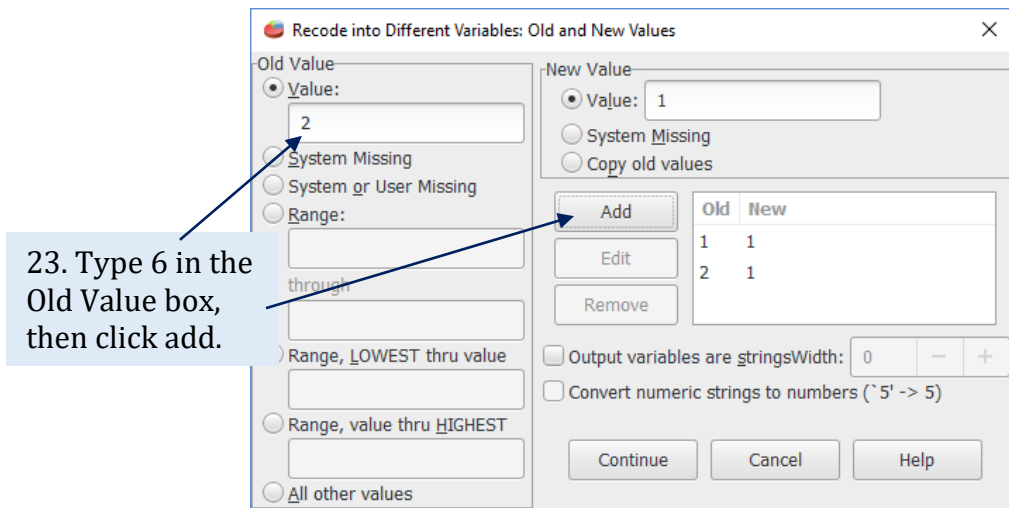 Recode into Different Variables: Old and New Values
Old Value
Value:
2
System Missing
System or User Missing
Range:
through
Range, LOWEST thru value
Range, value thru HIGHEST
All other values
New Value
Value: 1
System Missing
Copy old values
Add
Edit
Remove
Old New
1 1
2 1
Output variables are stringsWidth: 0 − +
Convert numeric strings to numbers (`5' -> 5)
Continue Cancel Help
23. Type 6 in the
Old Value box,
then click add.